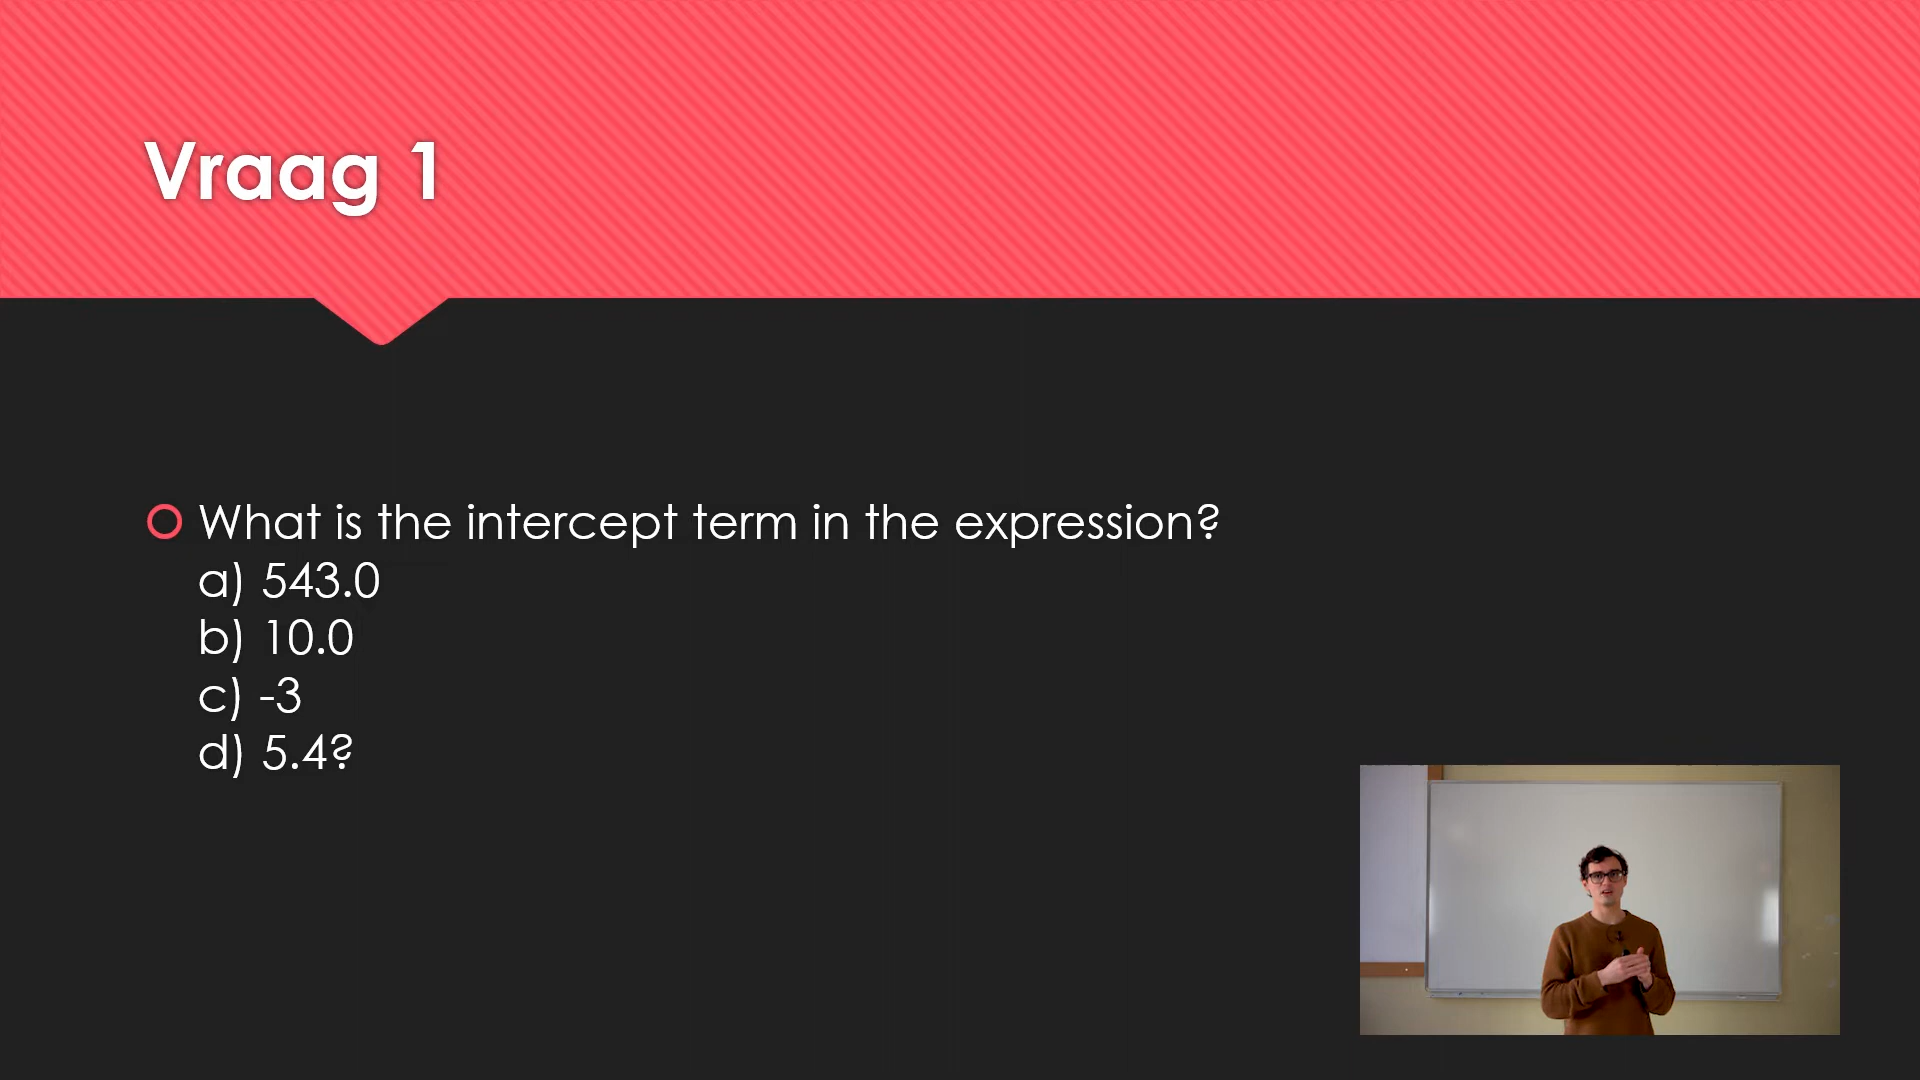 Vraag 1
What is the intercept term in the expression?
a) 543.0
b) 10.0
c) -3
d) 5.4?